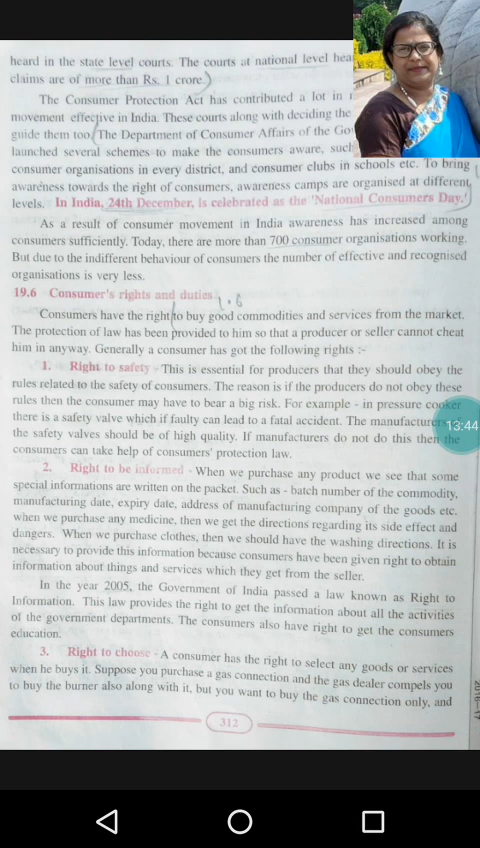 heard in the state level courts. The courts at national level hea
claims are of more than Rs. 1 crore.
The Consumer Protection Act has contributed a lot in
movement effective in India. These courts along with deciding the
guide them too. The Department of Consumer Affairs of the Go
launched several schemes to make the consumers aware, suc
consumer organisations in every district, and consumer clubs in schools etc. To bring
awareness towards the right of consumers, awareness camps are organised at different
levels. In India, 24th December, is celebrated as the 'National Consumers Day.'
As a result of consumer movement in India awareness has increased among
consumers sufficiently. Today, there are more than 700 consumer organisations working.
But due to the indifferent behaviour of consumers the number of effective and recognised
organisations is very less.
19.6 Consumer's rights and duties
Consumers have the right to buy good commodities and services from the market.
The protection of law has been provided to him so that a producer or seller cannot cheat
him in anyway. Generally a consumer has got the following rights :-
1. Right to safety - This is essential for producers that they should obey the
rules related to the safety of consumers. The reason is if the producers do not obey these
rules then the consumer may have to bear a big risk. For example - in pressure cooker
there is a safety valve which if faulty can lead to a fatal accident. The manufacturer
13:44
the safety valves should be of high quality. If manufacturers do not do this then the
consumers can take help of consumers' protection law.
2. Right to be informed - When we purchase any product we see that some
special informations are written on the packet. Such as - batch number of the commodity,
manufacturing date, expiry date, address of manufacturing company of the goods etc.
when we purchase any medicine, then we get the directions regarding its side effect and
dangers. When we purchase clothes, then we should have the washing directions. It is
necessary to provide this information because consumers have been given right to obtain
information about things and services which they get from the seller.
In the year 2005, the Government of India passed a law known as Right to
Information. This law provides the right to get the information about all the activities
of the government departments. The consumers also have right to get the consumers
education.
3. Right to choose - A consumer has the right to select any goods or services
when he buys it. Suppose you purchase a gas connection and the gas dealer compels you
to buy the burner also along with it, but you want to buy the gas connection only, and
312
2016-17